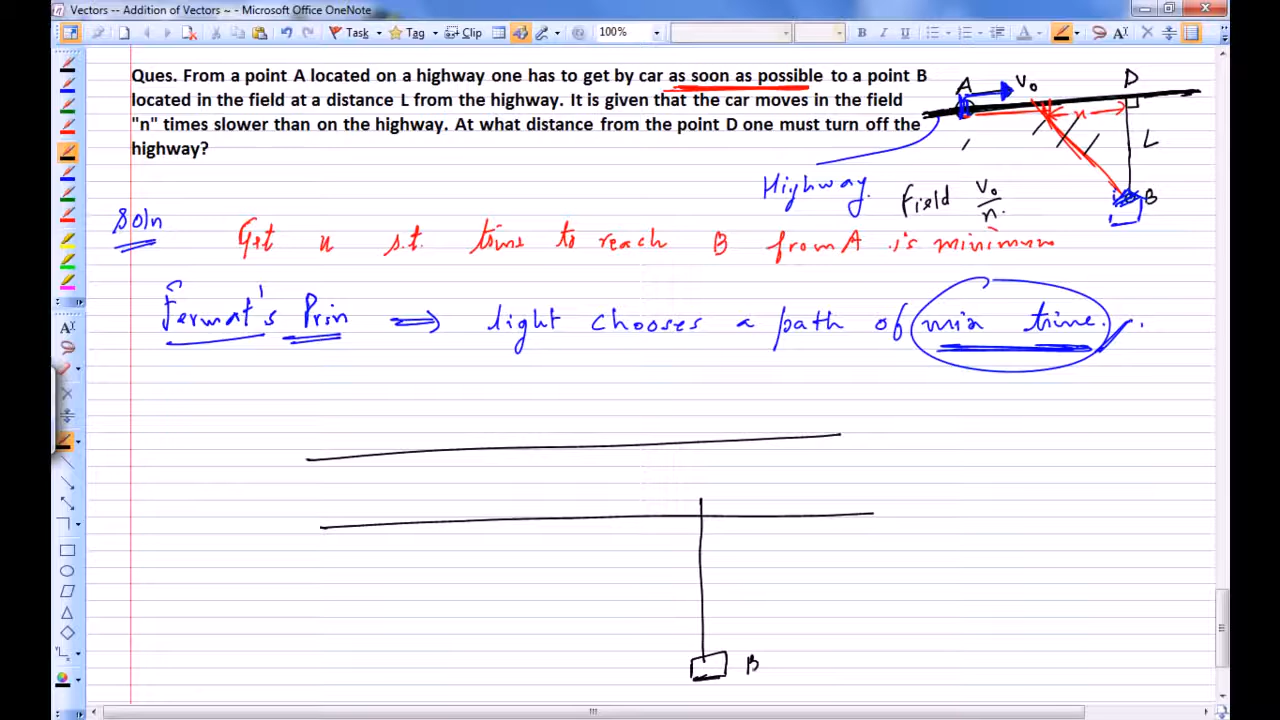 Vectors -- Addition of Vectors ~ - Microsoft Office OneNote
Task Tag Clip 100% B I U
Ques. From a point A located on a highway one has to get by car as soon as possible to a point B
located in the field at a distance L from the highway. It is given that the car moves in the field
"n" times slower than on the highway. At what distance from the point D one must turn off the
highway?
A V₀ D
x
L
B
Highway.
Field V₀/n.
Soln
Get x s.t. time to reach B from A is minimum
Fermat's Prin ⇒ light chooses a path of min time.
B